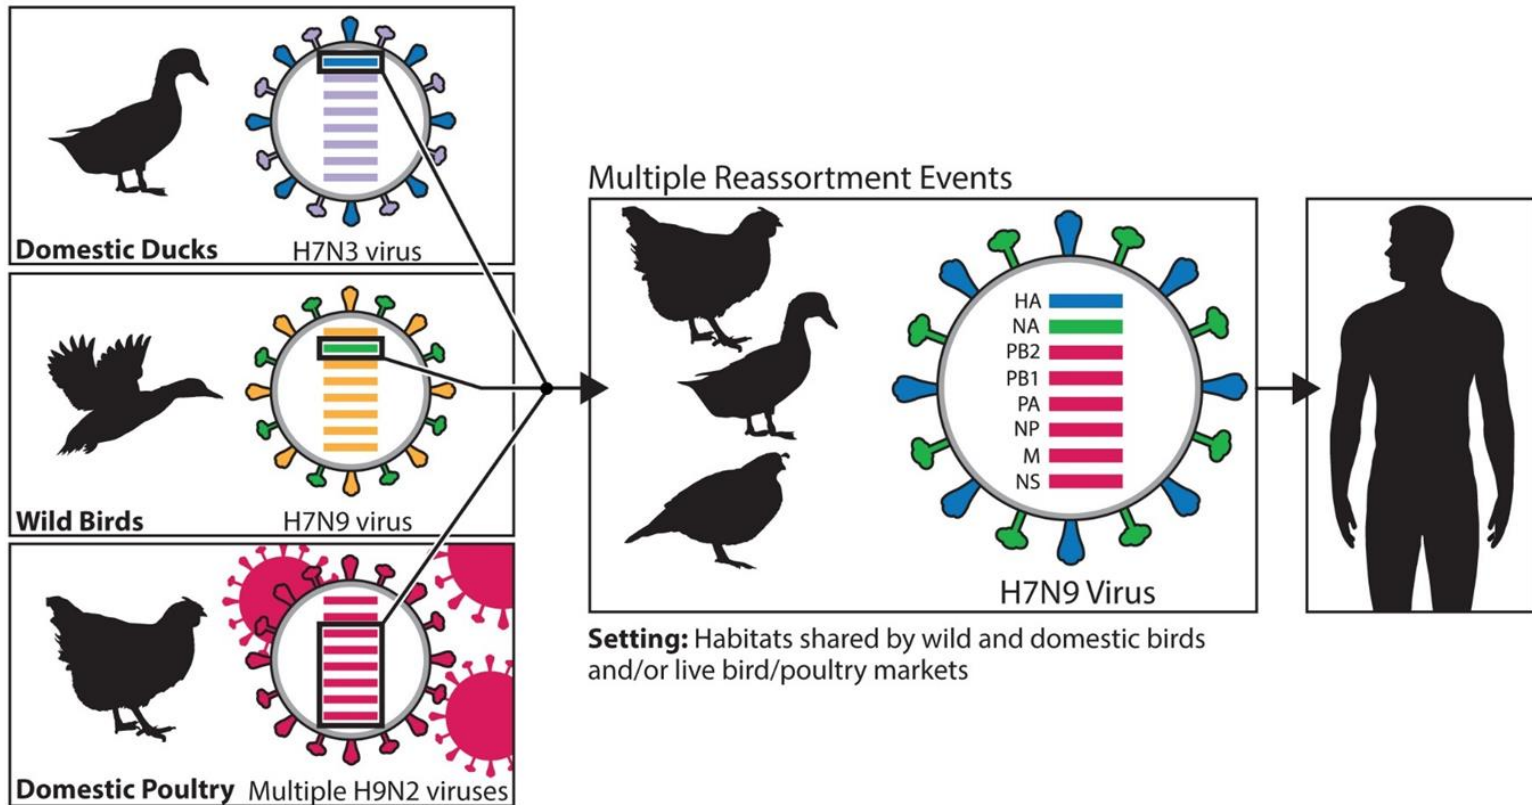 Domestic Ducks
H7N3 virus
Wild Birds
H7N9 virus
Domestic Poultry
Multiple H9N2 viruses
Multiple Reassortment Events
HA
NA
PB2
PB1
PA
NP
M
NS
H7N9 Virus
Setting: Habitats shared by wild and domestic birds
and/or live bird/poultry markets